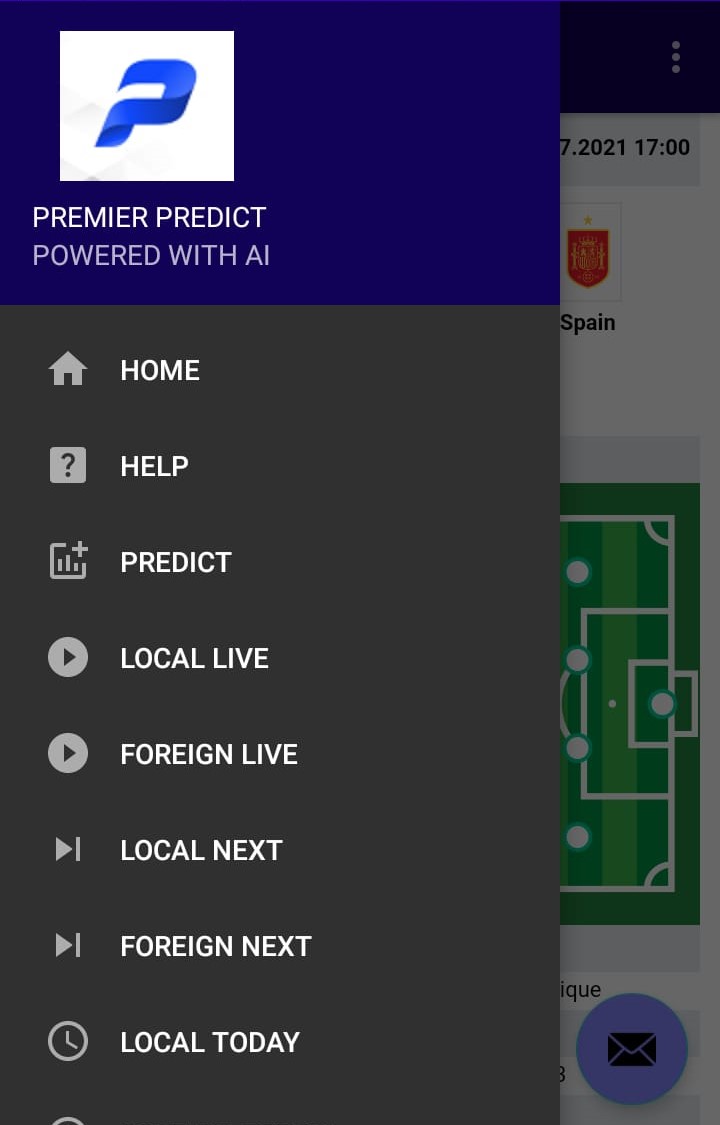 PREMIER PREDICT
POWERED WITH AI
HOME
HELP
PREDICT
LOCAL LIVE
FOREIGN LIVE
LOCAL NEXT
FOREIGN NEXT
LOCAL TODAY
7.2021 17:00
Spain
ique
3